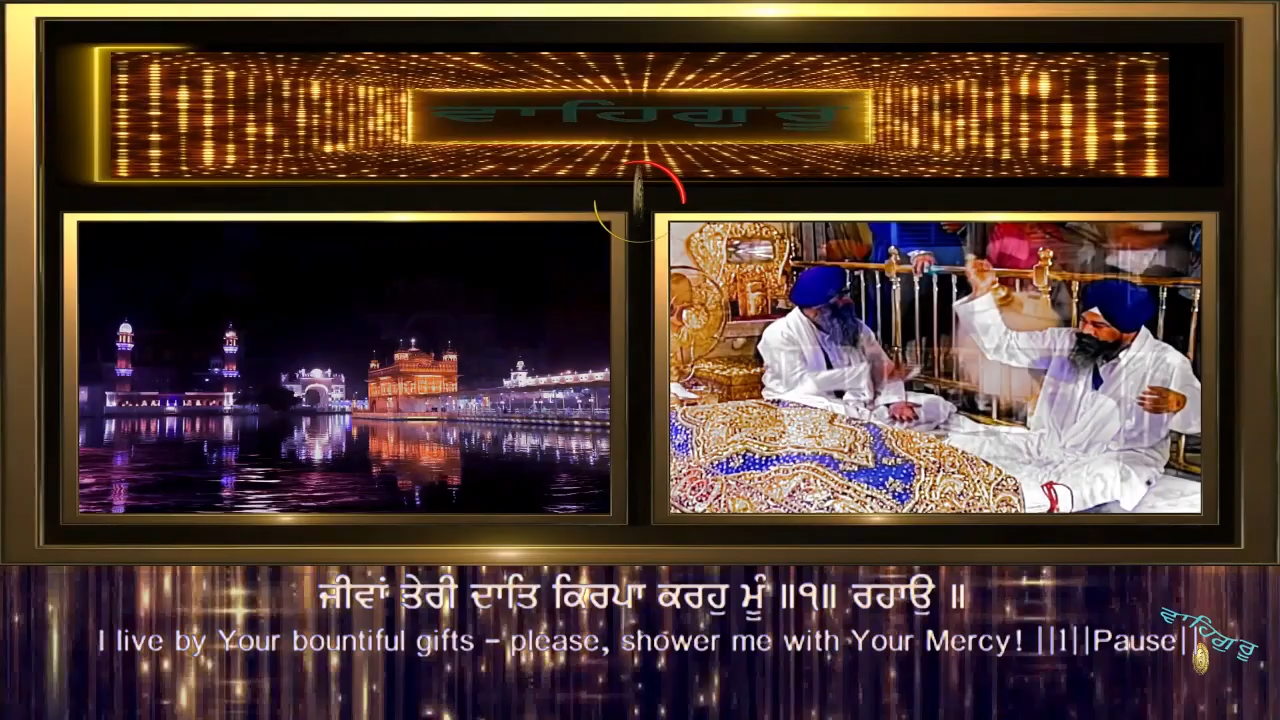 ਵਾਹਿਗੁਰੂ
ਜੀਵਾਂ ਤੇਰੀ ਦਾਤਿ ਕਿਰਪਾ ਕਰਹੁ ਮੂੰ ॥੧॥ ਰਹਾਉ ॥
I live by Your bountiful gifts - please, shower me with Your Mercy! ||1||Pause||
ਵਾਹਿਗੁਰੂ